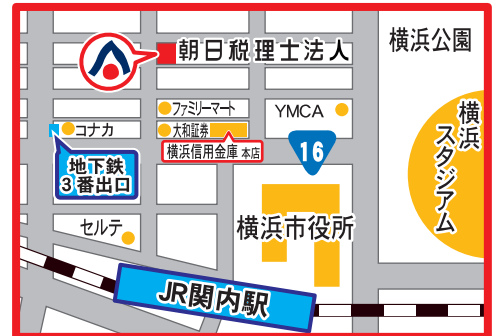 朝日税理士法人
横浜公園
ファミリーマート
YMCA
コナカ
大和証券
横浜信用金庫 本店
16
横浜スタジアム
地下鉄
3番出口
セルテ
横浜市役所
JR関内駅